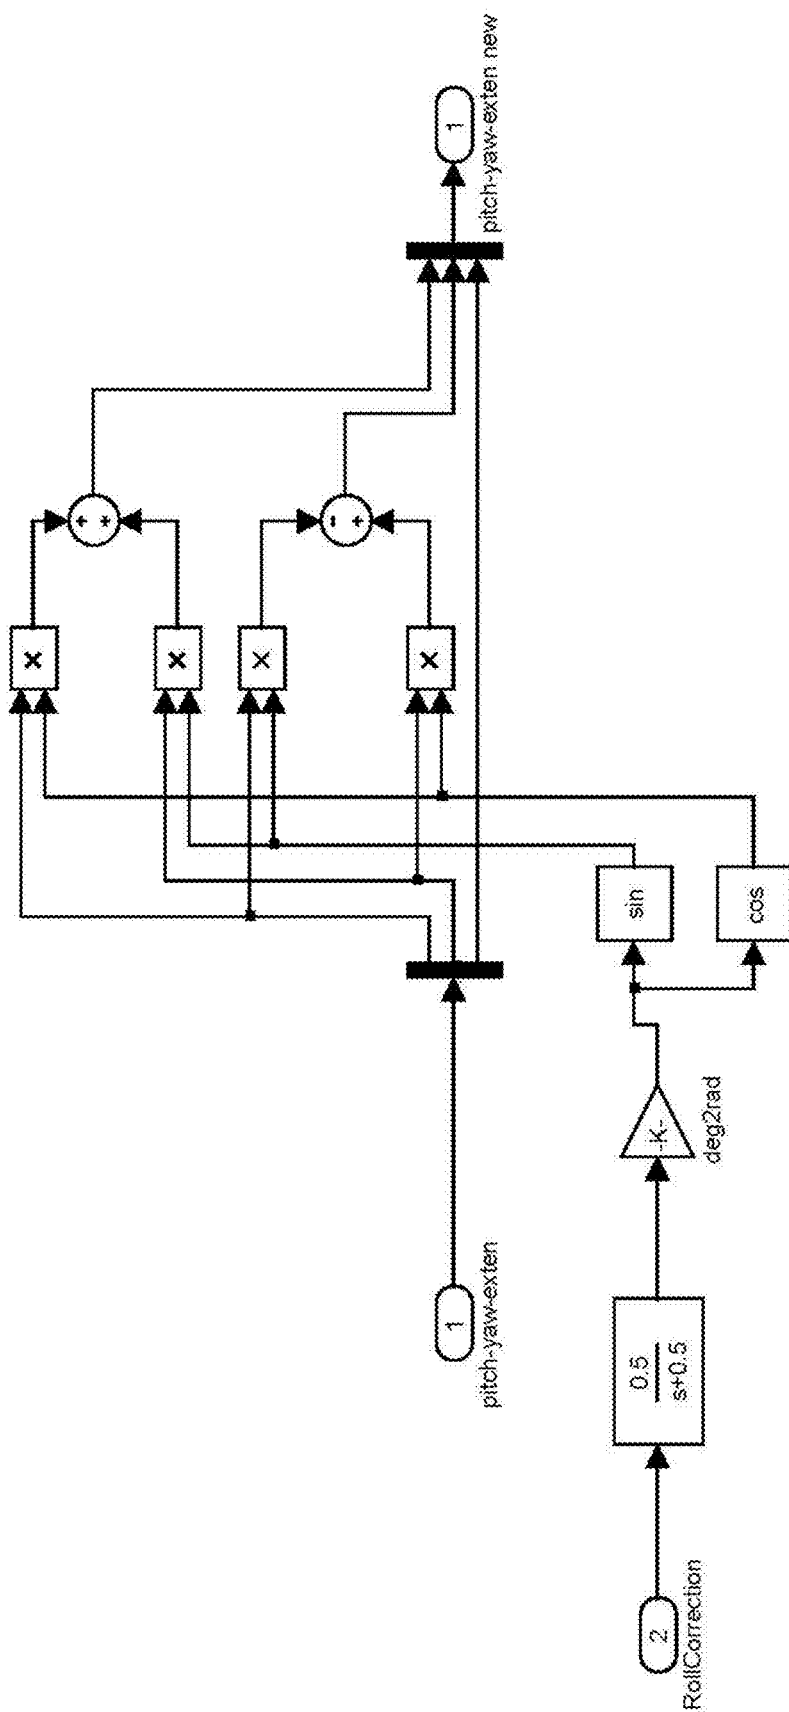 1
pitch-yaw-exten
2
RollCorrection
0.5
s+0.5
-K-
deg2rad
sin
cos
×
×
×
×
+
+
-
+
1
pitch-yaw-exten new